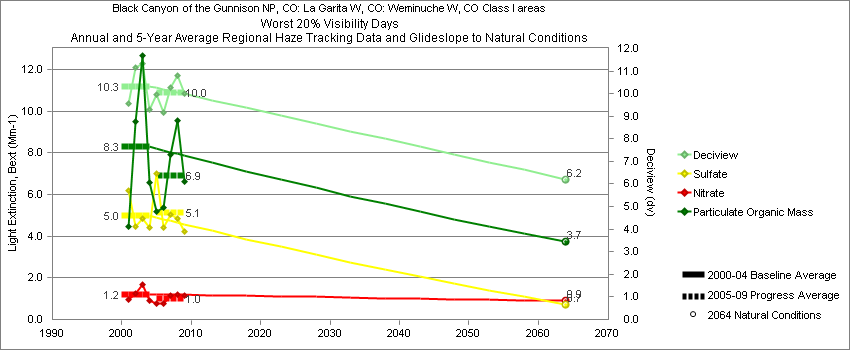 Black Canyon of the Gunnison NP, CO: La Garita W, CO: Weminuche W, CO Class I areas
Worst 20% Visibility Days
Annual and 5-Year Average Regional Haze Tracking Data and Glideslope to Natural Conditions
12.0
10.0
8.0
6.0
4.0
2.0
0.0
Light Extinction, Bext (Mm-1)
10.3
8.3
5.0
1.2
10.0
6.9
5.1
1.0
6.2
3.7
0.9
0.7
12.0
11.0
10.0
9.0
8.0
7.0
6.0
5.0
4.0
3.0
2.0
1.0
0.0
Deciview (dv)
1990 2000 2010 2020 2030 2040 2050 2060 2070
Deciview
Sulfate
Nitrate
Particulate Organic Mass
2000-04 Baseline Average
2005-09 Progress Average
2064 Natural Conditions